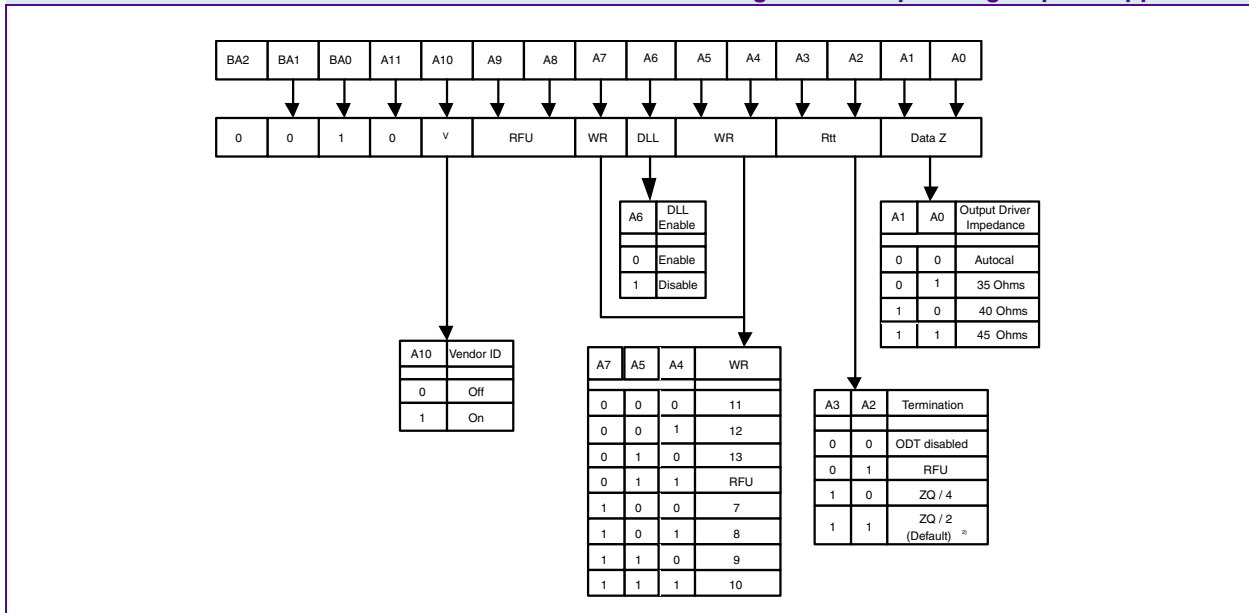 BA2 BA1 BA0 A11 A10 A9 A8 A7 A6 A5 A4 A3 A2 A1 A0
0 0 1 0 V RFU WR DLL WR Rtt Data Z
A6 DLL Enable
0 Enable
1 Disable
A1 A0 Output Driver Impedance
0 0 Autocal
0 1 35 Ohms
1 0 40 Ohms
1 1 45 Ohms
A10 Vendor ID
0 Off
1 On
A7 A5 A4 WR
0 0 0 11
0 0 1 12
0 1 0 13
0 1 1 RFU
1 0 0 7
1 0 1 8
1 1 0 9
1 1 1 10
A3 A2 Termination
0 0 ODT disabled
0 1 RFU
1 0 ZQ / 4
1 1 ZQ / 2
(Default) 2)